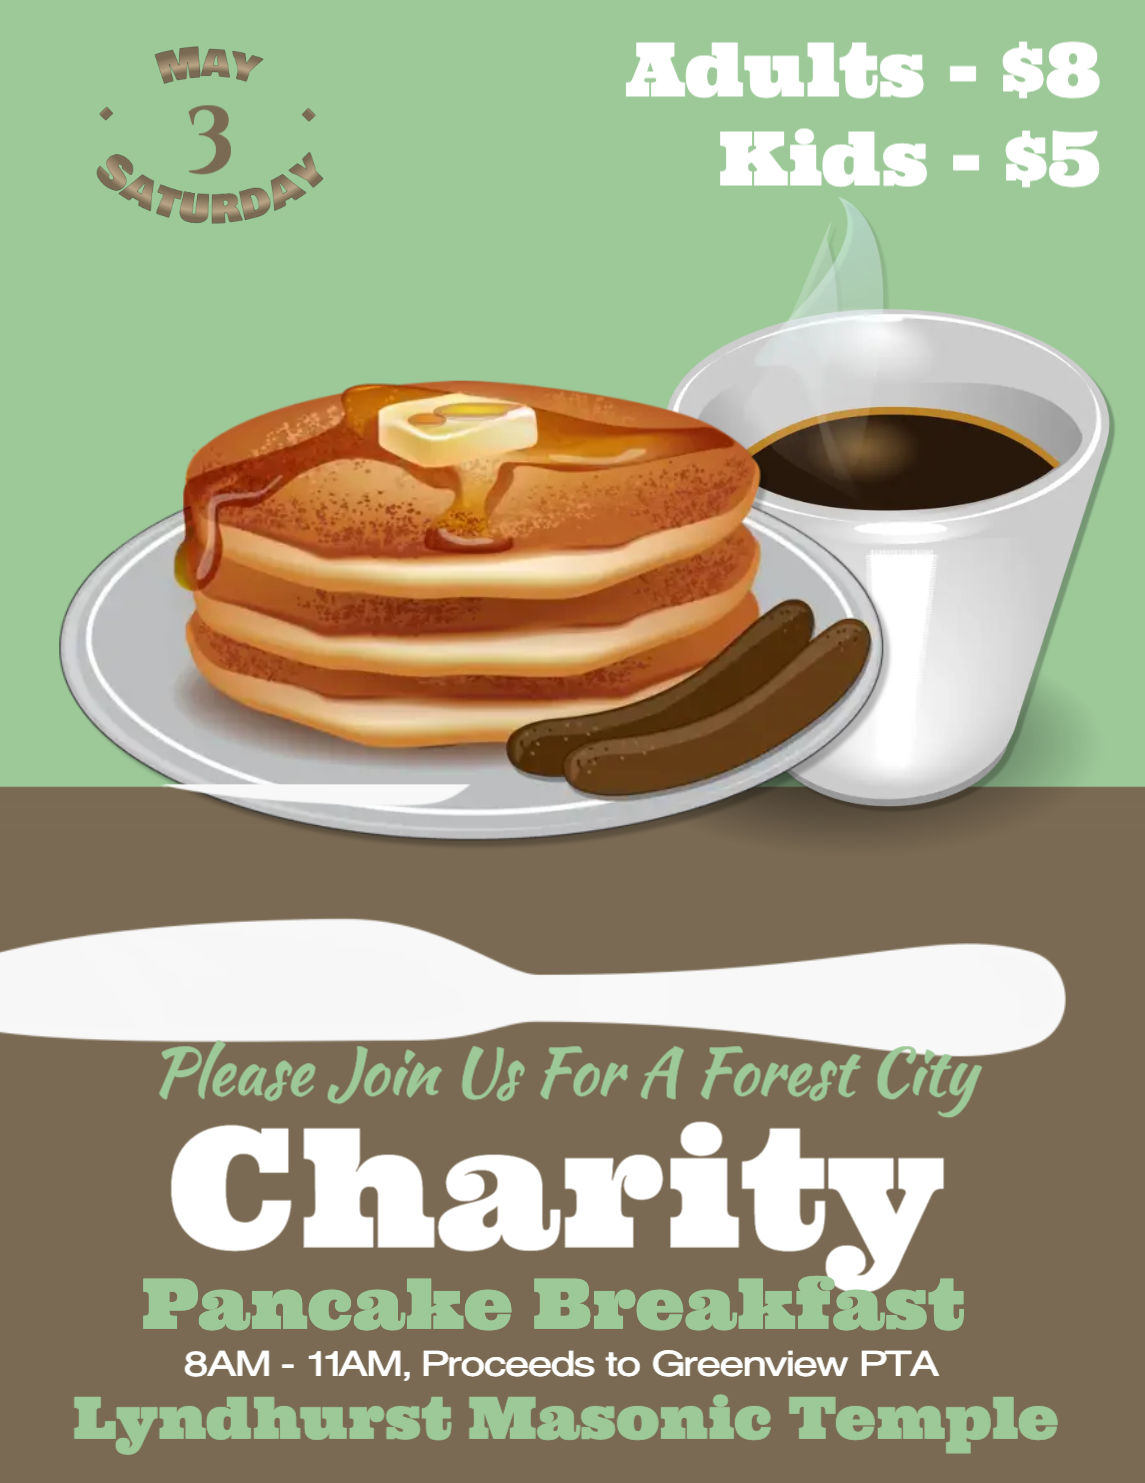 MAY
3
SATURDAY
Adults - $8
Kids - $5
Please Join Us For A Forest City
Charity
Pancake Breakfast
8AM - 11AM, Proceeds to Greenview PTA
Lyndhurst Masonic Temple